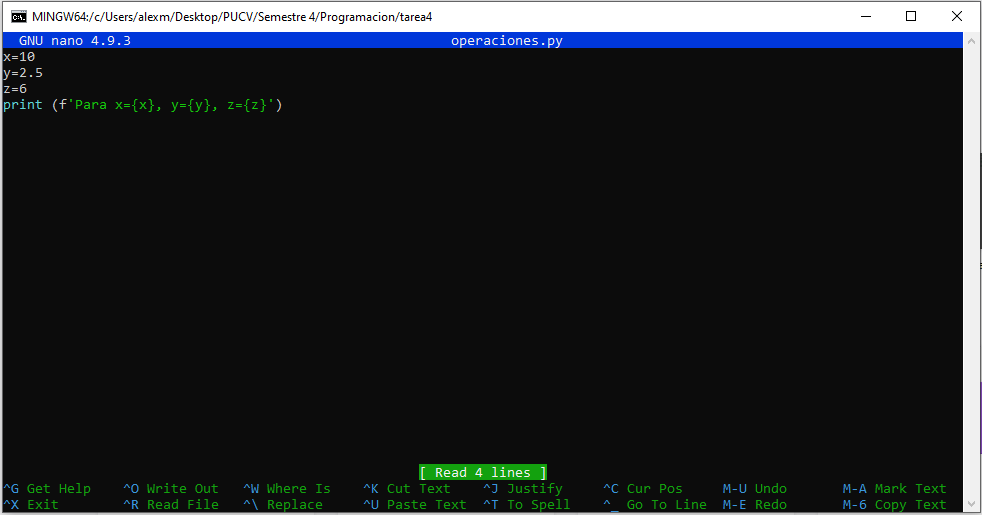 MINGW64:/c/Users/alexm/Desktop/PUCV/Semestre 4/Programacion/tarea4
GNU nano 4.9.3 operaciones.py
x=10
y=2.5
z=6
print (f'Para x={x}, y={y}, z={z}')
[ Read 4 lines ]
^G Get Help ^O Write Out ^W Where Is ^K Cut Text ^J Justify ^C Cur Pos M-U Undo M-A Mark Text
^X Exit ^R Read File ^\ Replace ^U Paste Text ^T To Spell ^_ Go To Line M-E Redo M-6 Copy Text